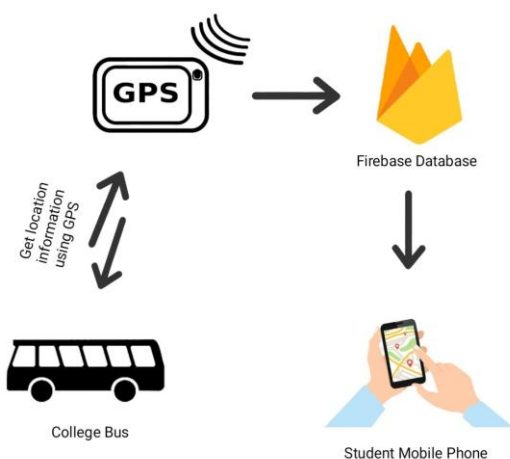 GPS
Firebase Database
Get location
information
using GPS
College Bus
Student Mobile Phone